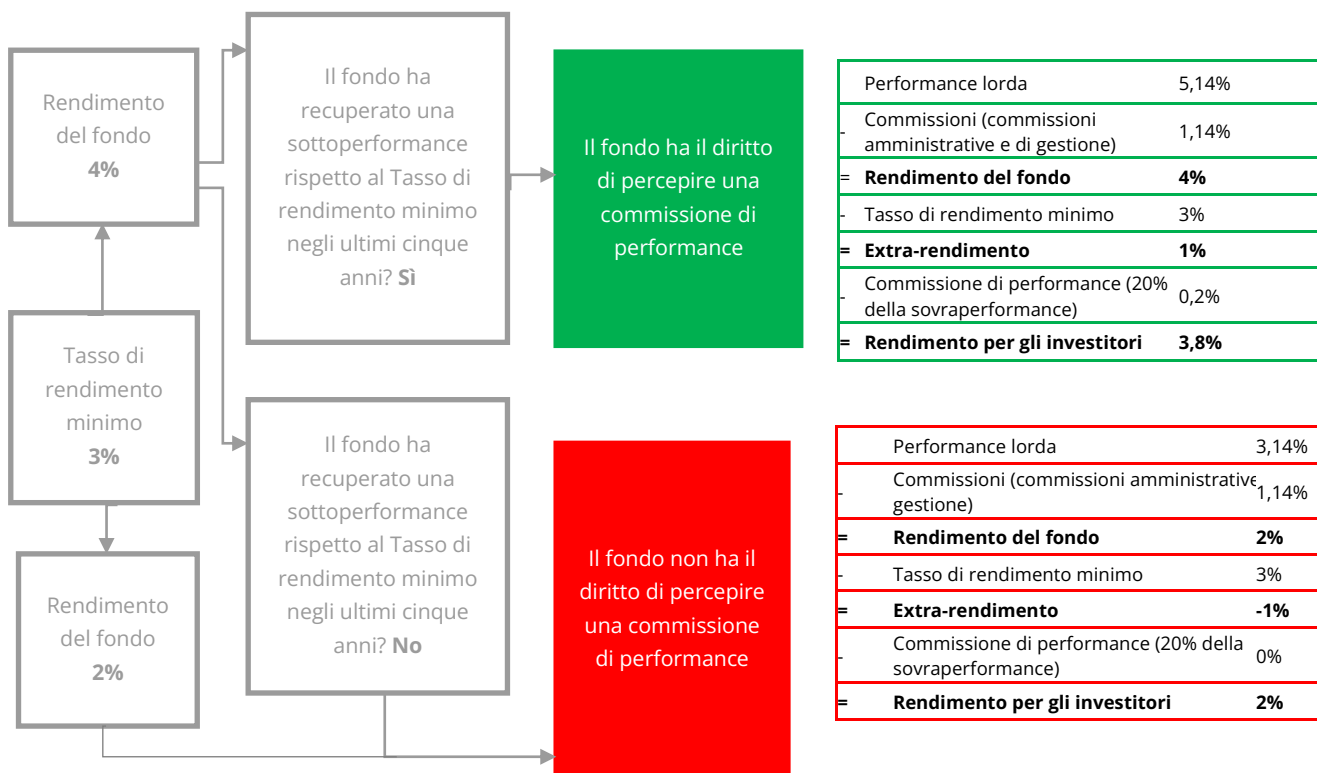 Rendimento
del fondo
4%
Tasso di
rendimento
minimo
3%
Rendimento
del fondo
2%
Il fondo ha
recuperato una
sottoperformance
rispetto al Tasso di
rendimento minimo
negli ultimi cinque
anni? Sì
Il fondo ha
recuperato una
sottoperformance
rispetto al Tasso di
rendimento minimo
negli ultimi cinque
anni? No
Il fondo ha il diritto
di percepire una
commissione di
performance
Il fondo non ha il
diritto di percepire
una commissione
di performance
Performance lorda 5,14%
- Commissioni (commissioni
amministrative e di gestione) 1,14%
= Rendimento del fondo 4%
- Tasso di rendimento minimo 3%
= Extra-rendimento 1%
- Commissione di performance (20%
della sovraperformance) 0,2%
= Rendimento per gli investitori 3,8%
Performance lorda 3,14%
- Commissioni (commissioni amministrative
gestione) 1,14%
= Rendimento del fondo 2%
- Tasso di rendimento minimo 3%
= Extra-rendimento -1%
- Commissione di performance (20% della
sovraperformance) 0%
= Rendimento per gli investitori 2%